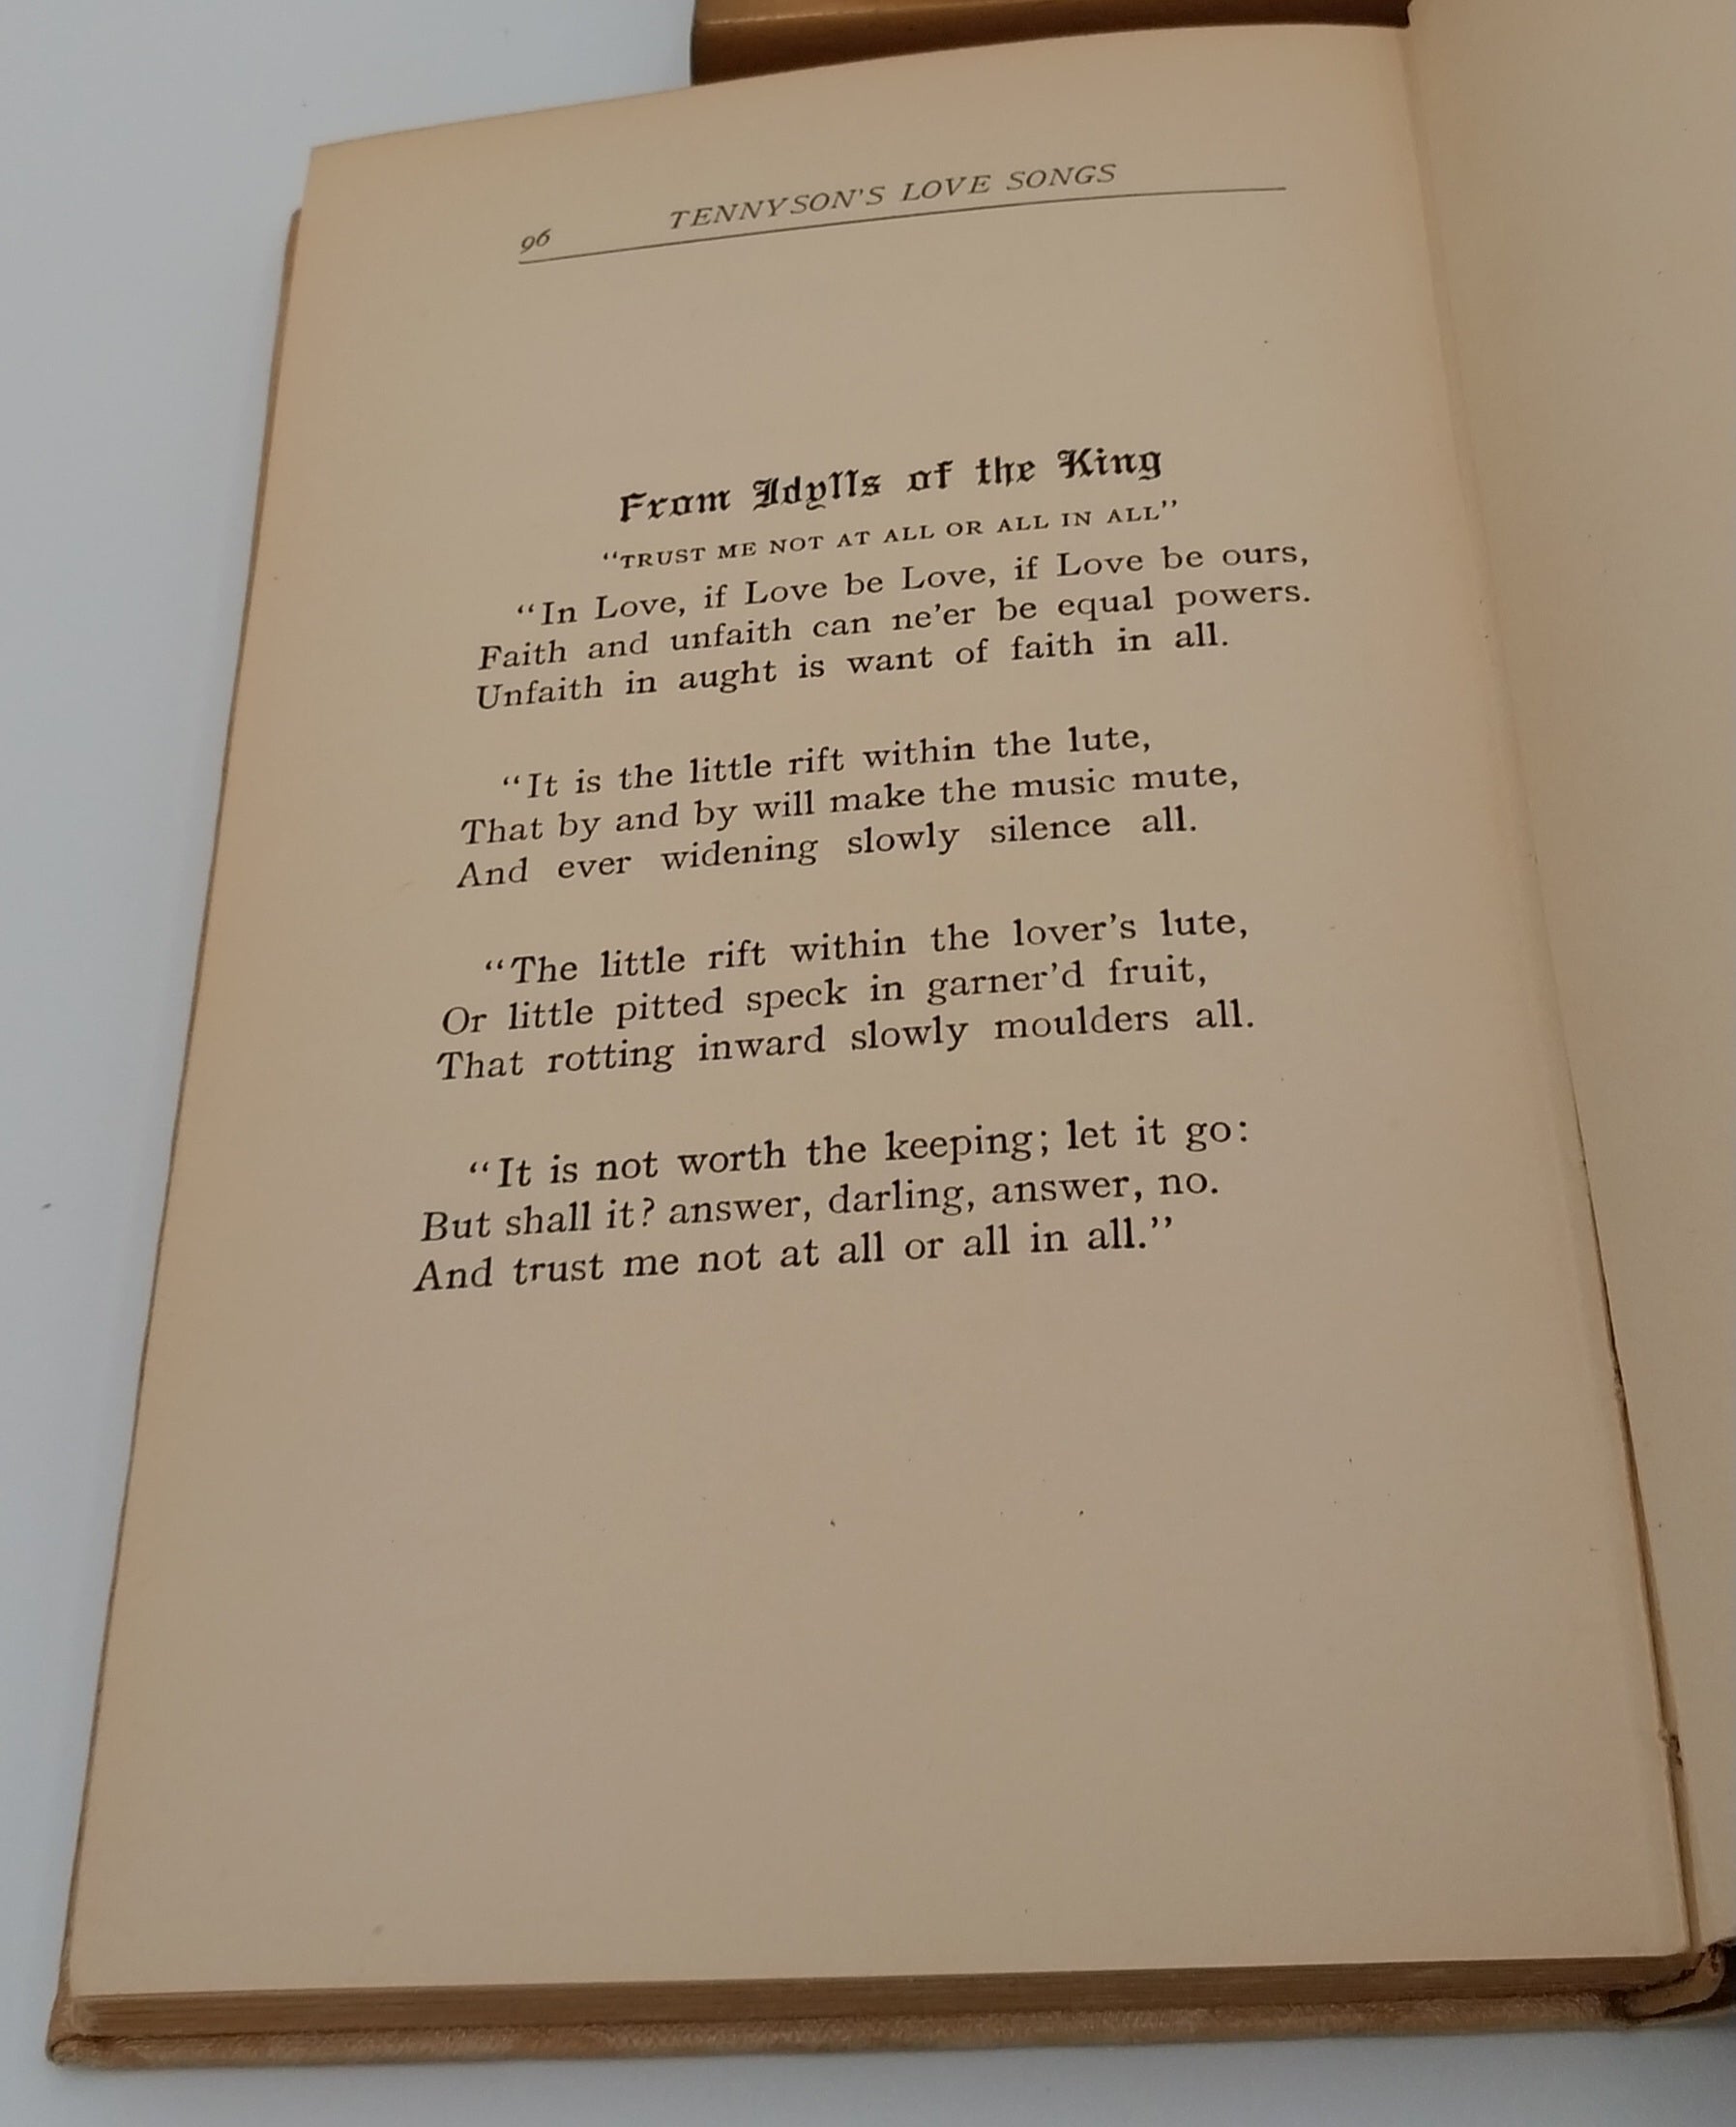 96 TENNYSON'S LOVE SONGS
From Idylls of the King
“TRUST ME NOT AT ALL OR ALL IN ALL”
“In Love, if Love be Love, if Love be ours,
Faith and unfaith can ne’er be equal powers.
Unfaith in aught is want of faith in all.
“It is the little rift within the lute,
That by and by will make the music mute,
And ever widening slowly silence all.
“The little rift within the lover’s lute,
Or little pitted speck in garner’d fruit,
That rotting inward slowly moulders all.
“It is not worth the keeping; let it go:
But shall it? answer, darling, answer, no.
And trust me not at all or all in all.”